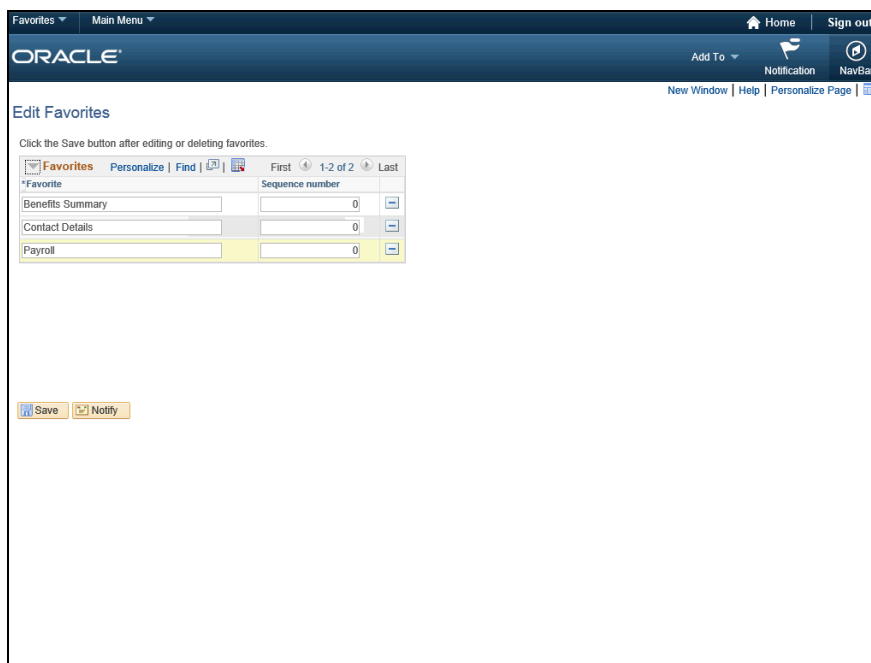 Favorites Main Menu Home Sign out
ORACLE Add To Notification NavBa
New Window | Help | Personalize Page |
Edit Favorites
Click the Save button after editing or deleting favorites.
Favorites Personalize | Find | | First 1-2 of 2 Last
*Favorite Sequence number
Benefits Summary 0
Contact Details 0
Payroll 0
Save Notify